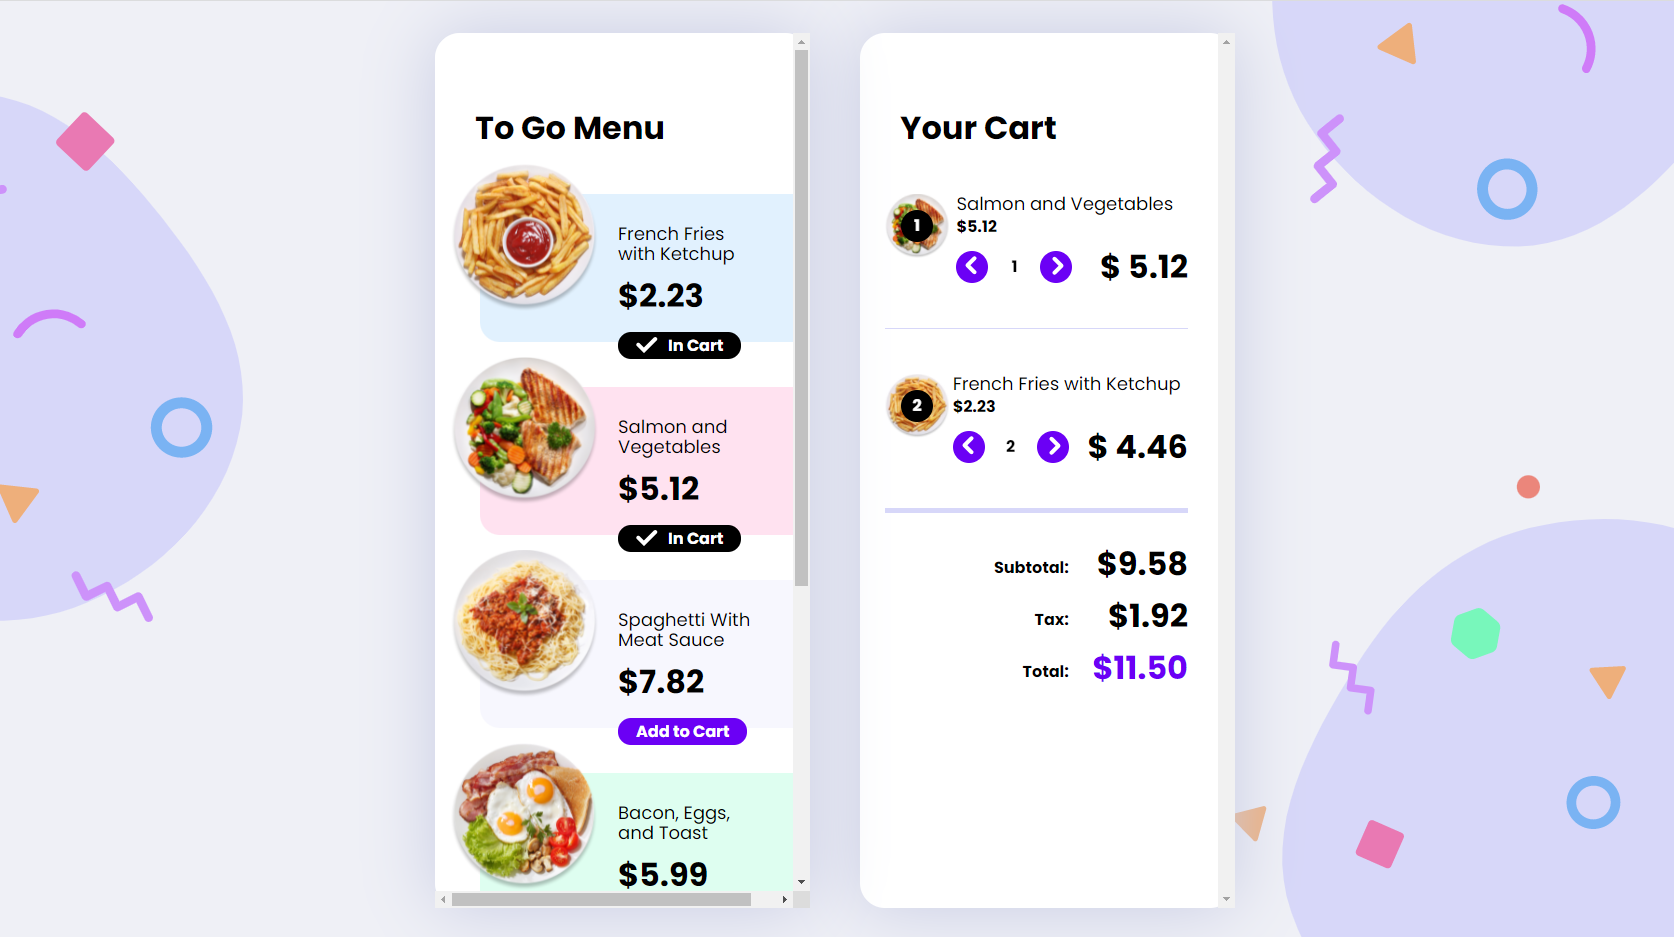 To Go Menu
French Fries
with Ketchup
$2.23
In Cart
Salmon and
Vegetables
$5.12
In Cart
Spaghetti With
Meat Sauce
$7.82
Add to Cart
Bacon, Eggs,
and Toast
$5.99
Your Cart
1
Salmon and Vegetables
$5.12
1
$ 5.12
2
French Fries with Ketchup
$2.23
2
$ 4.46
Subtotal: $9.58
Tax: $1.92
Total: $11.50